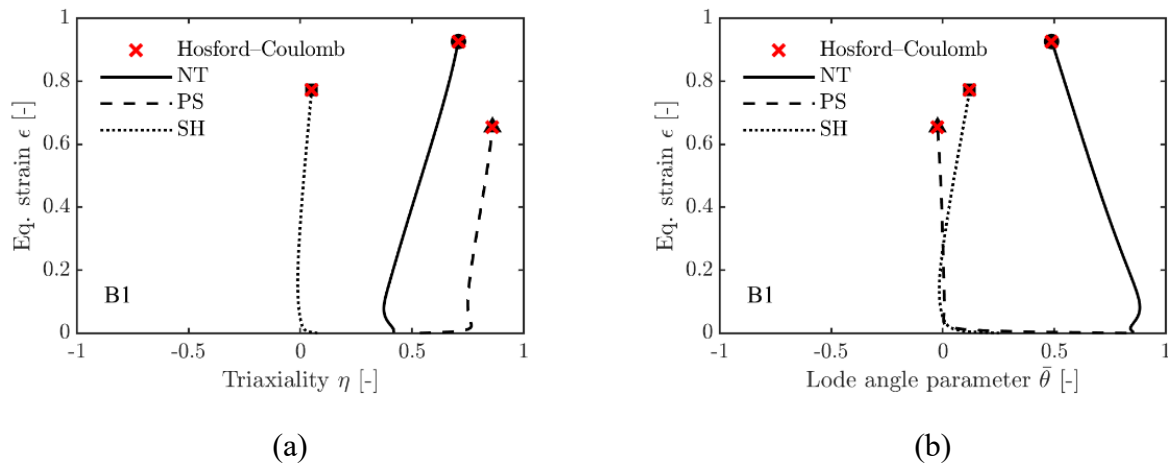 1
0.8
0.6
0.4
0.2
0
Eq. strain ϵ [-]
Hosford–Coulomb
NT
PS
SH
B1
-1
-0.5
0
0.5
1
Triaxiality η [-]
(a)
1
0.8
0.6
0.4
0.2
0
Eq. strain ϵ [-]
Hosford–Coulomb
NT
PS
SH
B1
-1
-0.5
0
0.5
1
Lode angle parameter θ̄ [-]
(b)